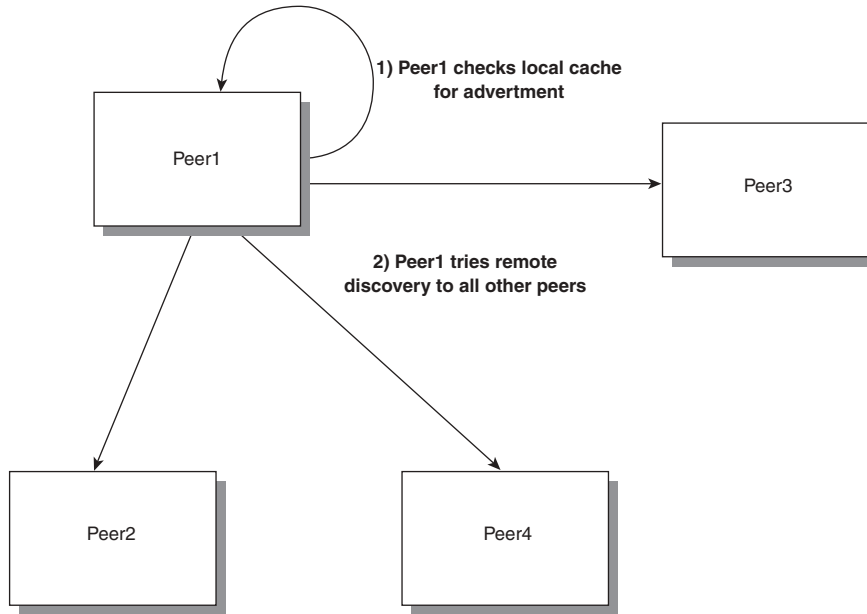 1) Peer1 checks local cache
for advertment
Peer1
Peer3
2) Peer1 tries remote
discovery to all other peers
Peer2
Peer4